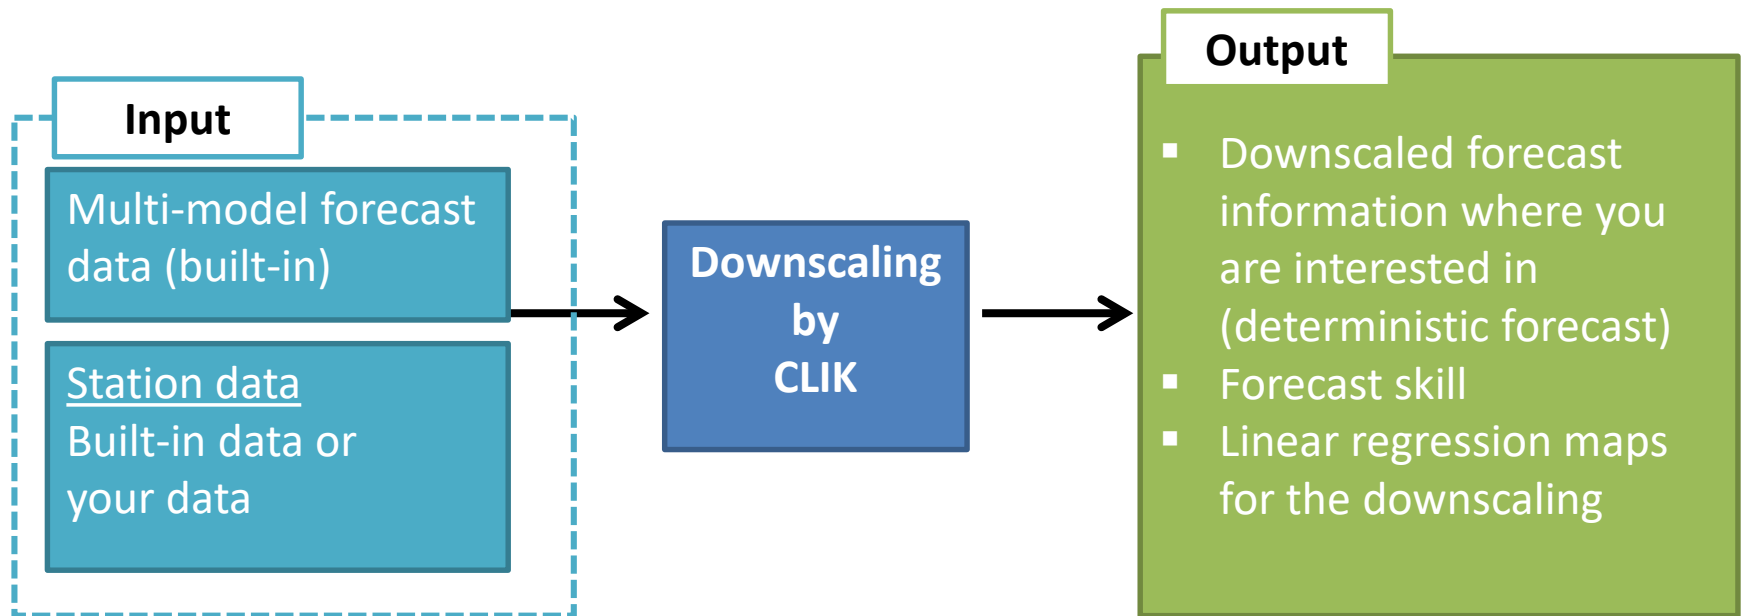 Input
Multi-model forecast
data (built-in)
Station data
Built-in data or
your data
Downscaling
by
CLIK
Output
▪ Downscaled forecast
information where you
are interested in
(deterministic forecast)
▪ Forecast skill
▪ Linear regression maps
for the downscaling